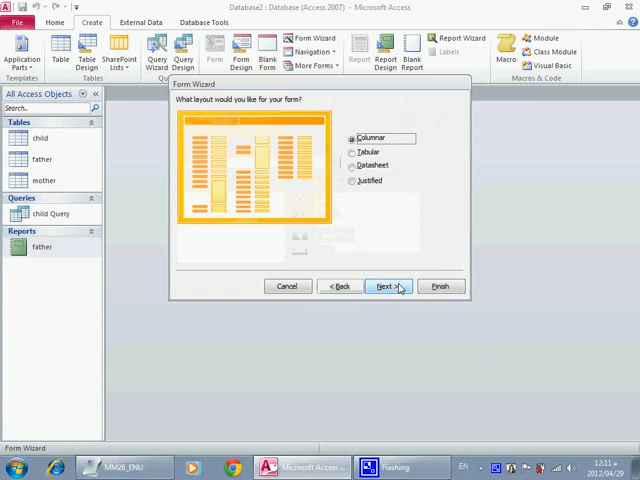 Database2 : Database (Access 2007) - Microsoft Access
File Home Create External Data Database Tools
Application Parts
Table
Table Design
SharePoint Lists
Query Wizard
Query Design
Form
Form Design
Blank Form
Form Wizard
Navigation
More Forms
Report
Report Design
Blank Report
Report Wizard
Labels
Macro
Module
Class Module
Visual Basic
Templates
Tables
Macros & Code
All Access Objects
Search...
Tables
child
father
mother
Queries
child Query
Reports
father
Form Wizard
What layout would you like for your form?
Columnar
Tabular
Datasheet
Justified
Cancel
< Back
Next >
Finish
Form Wizard
MM26_ENU
Microsoft Access ...
Flashing
EN
12:11 م
2012/04/29